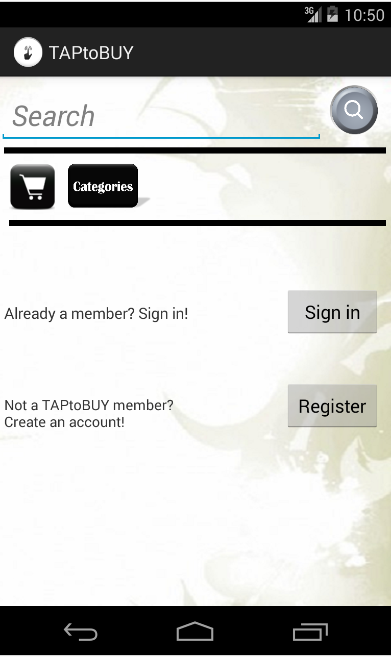 3G 10:50
TAPtoBUY
Search
Categories
Already a member? Sign in!
Sign in
Not a TAPtoBUY member?
Create an account!
Register